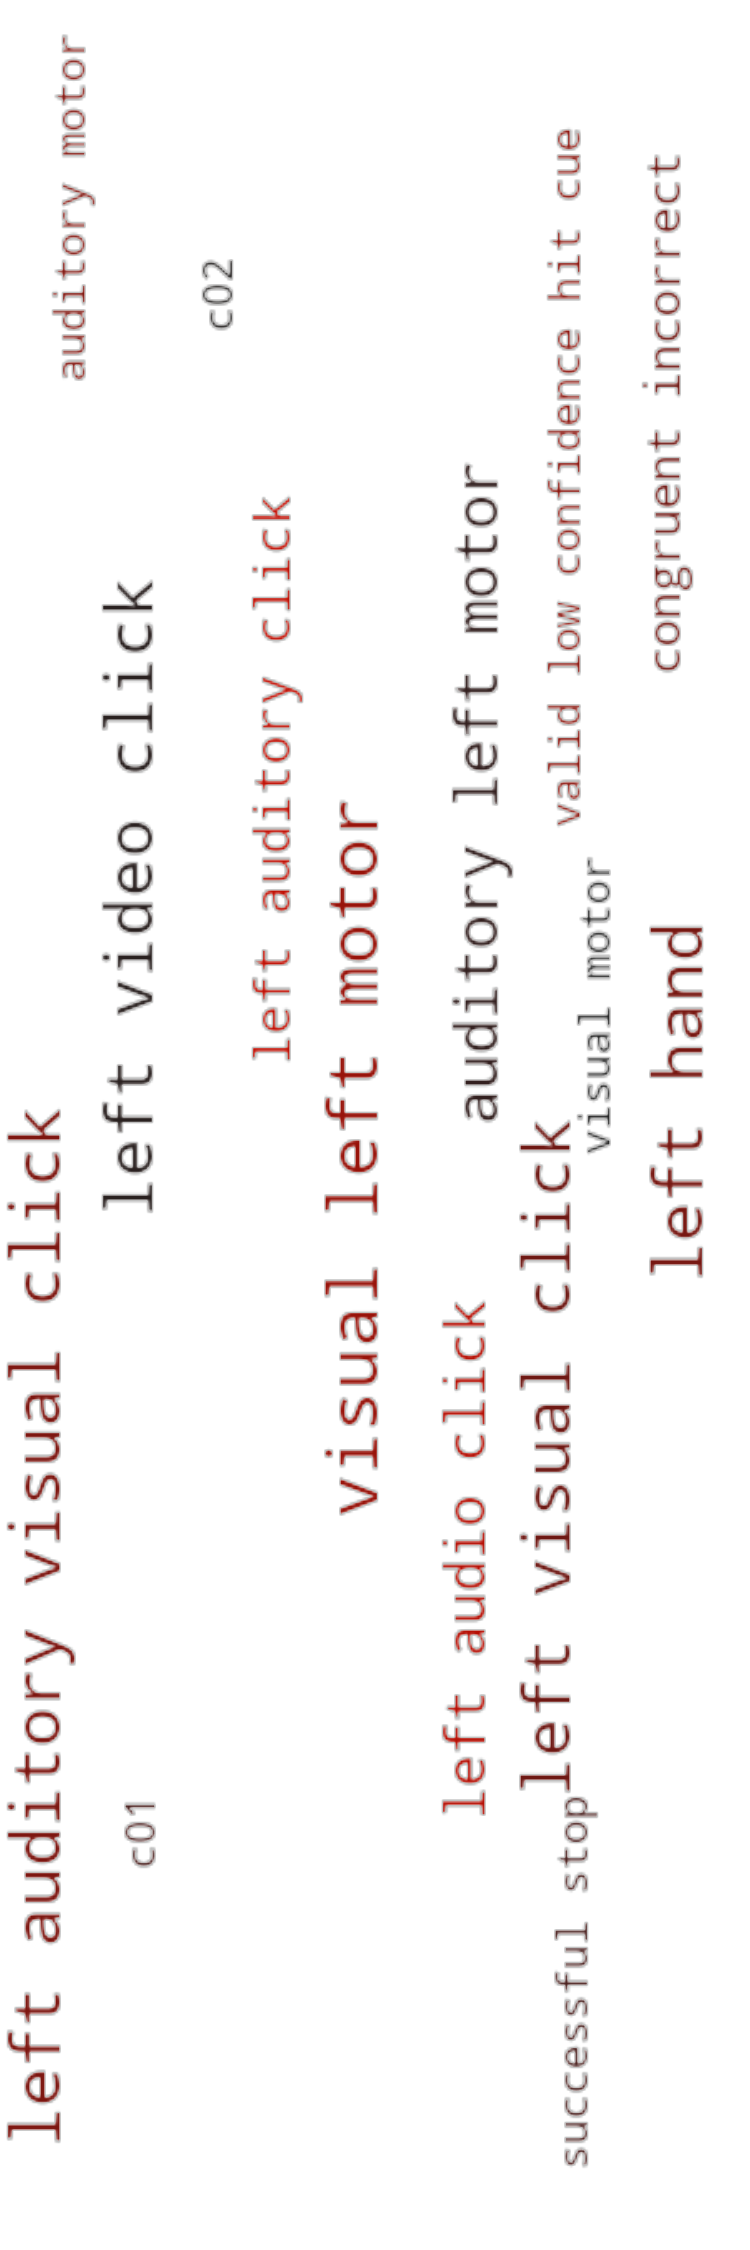 left auditory visual click
auditory motor
left video click
c01
c02
left auditory click
visual left motor
left audio click
auditory left motor
left visual click
valid low confidence hit cue
successful stop
visual motor
congruent incorrect
left hand